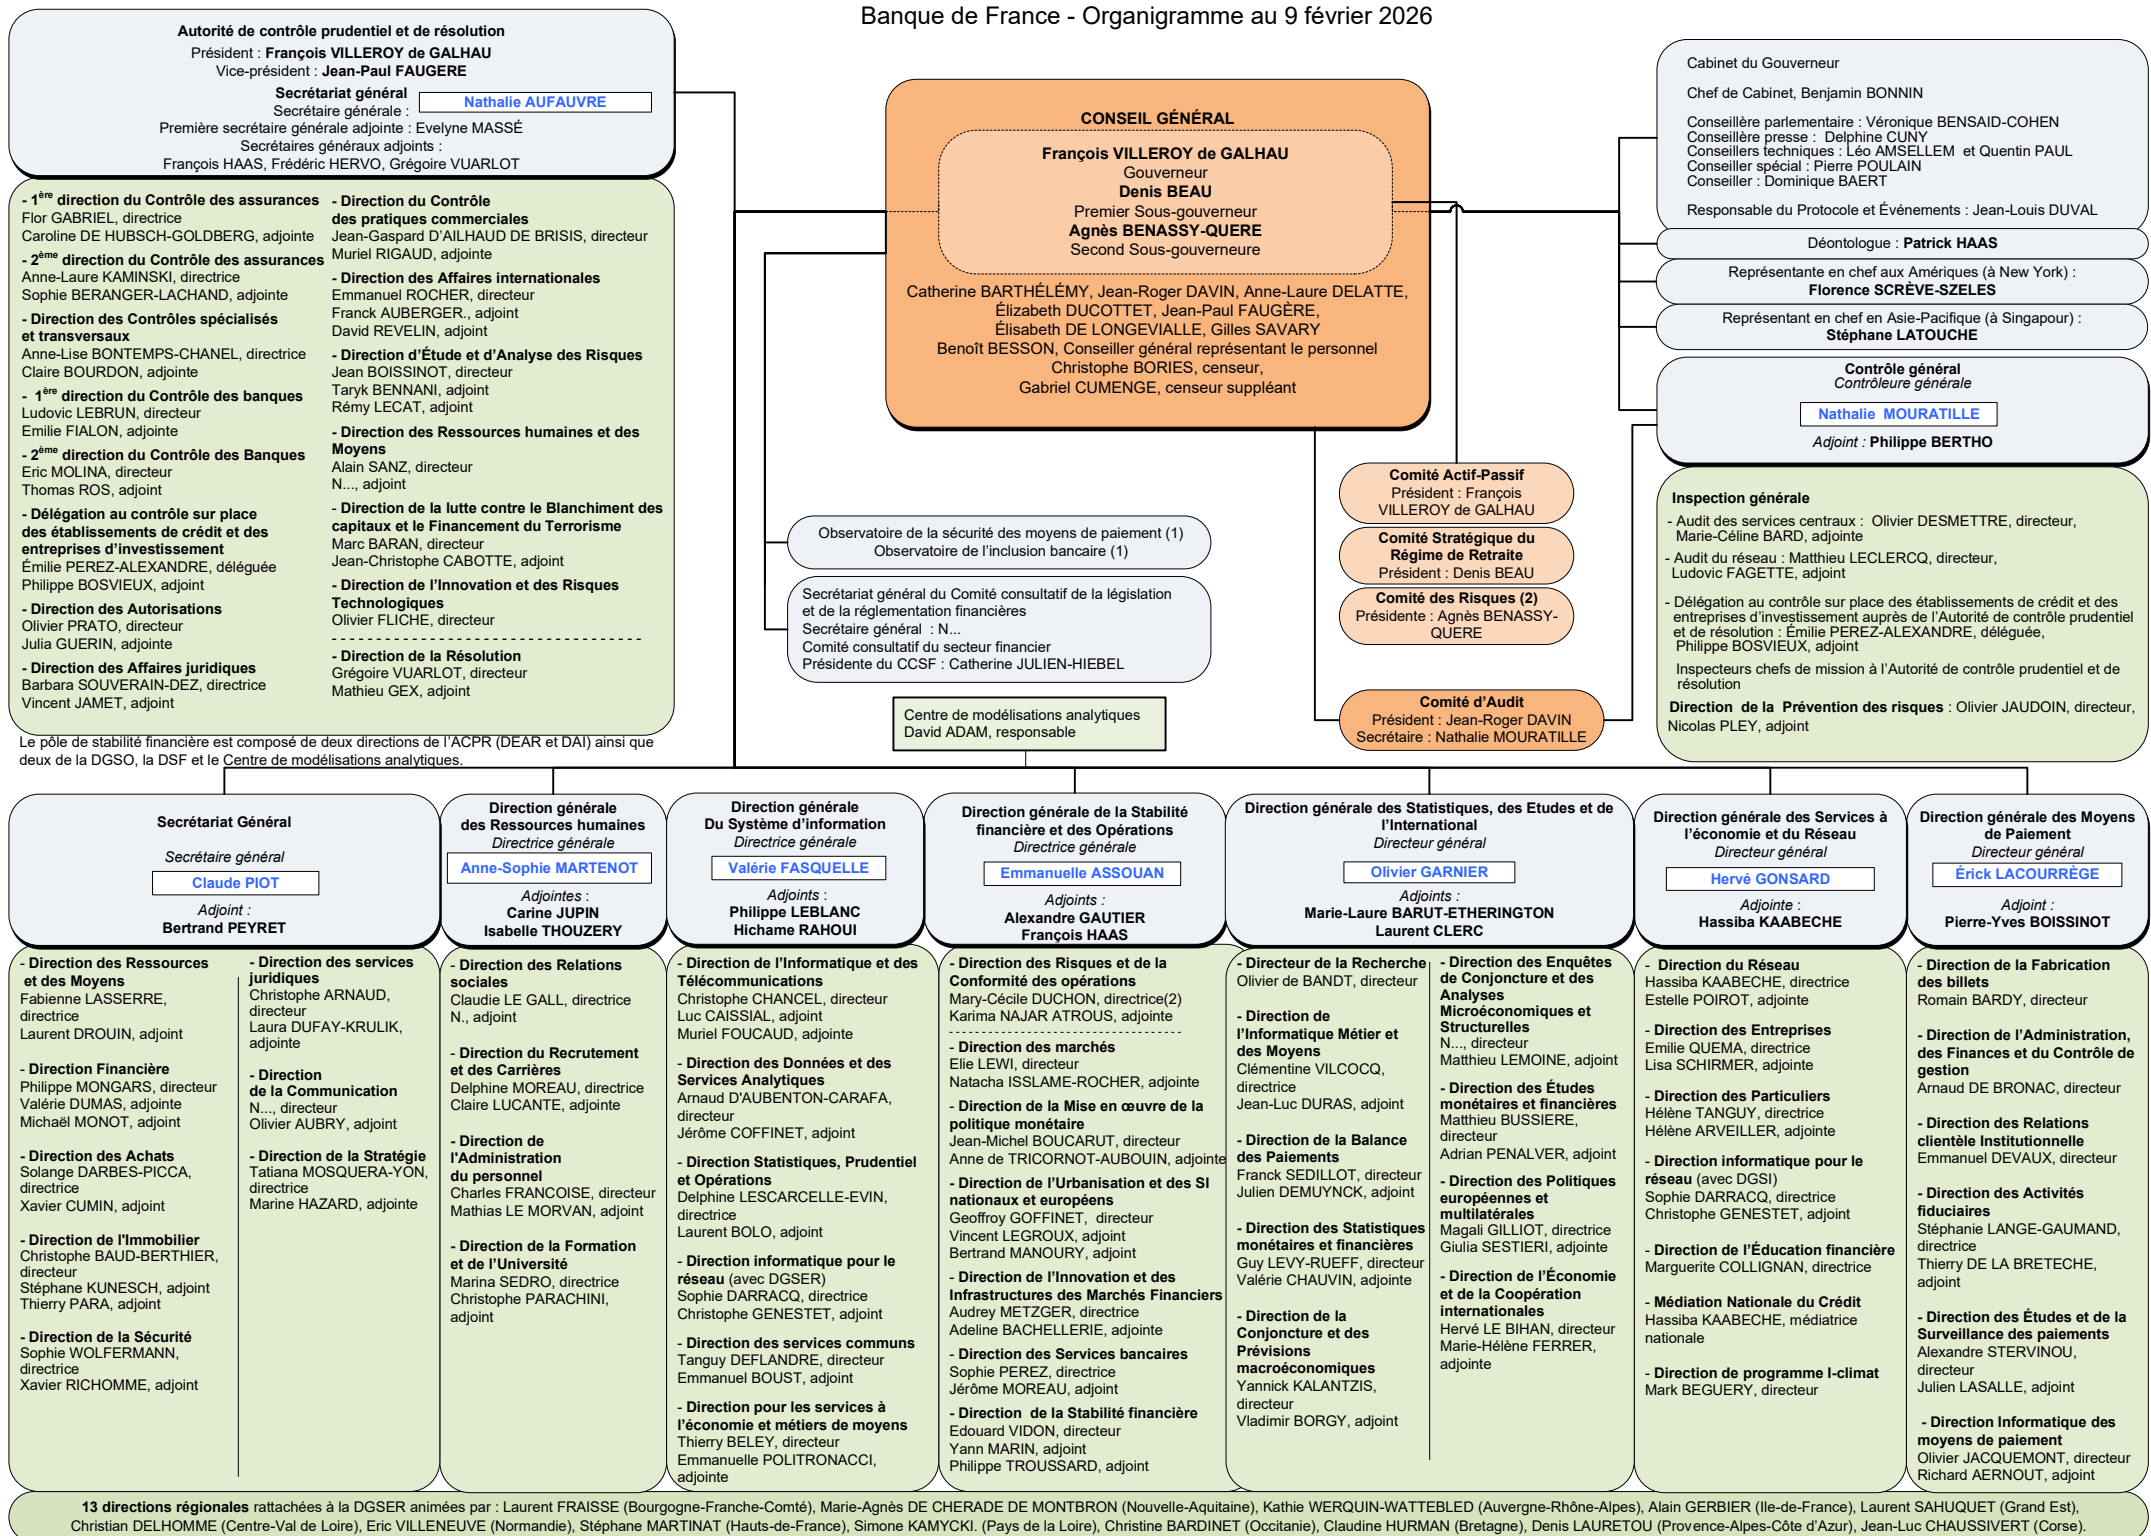 Banque de France - Organigramme au 9 février 2026
Autorité de contrôle prudentiel et de résolution
Président : François VILLEROY de GALHAU
Vice-président : Jean-Paul FAUGERE
Secrétariat général
Secrétaire générale :
Nathalie AUFAUVRE
Première secrétaire générale adjointe : Evelyne MASSÉ
Secrétaires généraux adjoints :
François HAAS, Frédéric HERVO, Grégoire VUARLOT
- 1ère direction du Contrôle des assurances
Flor GABRIEL, directrice
Caroline DE HUBSCH-GOLDBERG, adjointe
- 2ème direction du Contrôle des assurances
Anne-Laure KAMINSKI, directrice
Sophie BERANGER-LACHAND, adjointe
- Direction des Contrôles spécialisés
et transversaux
Anne-Lise BONTEMPS-CHANEL, directrice
Claire BOURDON, adjointe
- 1ère direction du Contrôle des banques
Ludovic LEBRUN, directeur
Emilie FIALON, adjointe
- 2ème direction du Contrôle des Banques
Eric MOLINA, directeur
Thomas ROS, adjoint
- Délégation au contrôle sur place
des établissements de crédit et des
entreprises d'investissement
Émilie PEREZ-ALEXANDRE, déléguée
Philippe BOSVIEUX, adjoint
- Direction des Autorisations
Olivier PRATO, directeur
Julia GUERIN, adjointe
- Direction des Affaires juridiques
Barbara SOUVERAIN-DEZ, directrice
Vincent JAMET, adjoint
- Direction du Contrôle
des pratiques commerciales
Jean-Gaspard D'AILHAUD DE BRISIS, directeur
Muriel RIGAUD, adjointe
- Direction des Affaires internationales
Emmanuel ROCHER, directeur
Franck AUBERGER., adjoint
David REVELIN, adjoint
- Direction d'Étude et d'Analyse des Risques
Jean BOISSINOT, directeur
Taryk BENNANI, adjoint
Rémy LECAT, adjoint
- Direction des Ressources humaines et des
Moyens
Alain SANZ, directeur
N..., adjoint
- Direction de la lutte contre le Blanchiment des
capitaux et le Financement du Terrorisme
Marc BARAN, directeur
Jean-Christophe CABOTTE, adjoint
- Direction de l'Innovation et des Risques
Technologiques
Olivier FLICHE, directeur
- Direction de la Résolution
Grégoire VUARLOT, directeur
Mathieu GEX, adjoint
Le pôle de stabilité financière est composé de deux directions de l'ACPR (DEAR et DAI) ainsi que
deux de la DGSO, la DSF et le Centre de modélisations analytiques.
CONSEIL GÉNÉRAL
François VILLEROY de GALHAU
Gouverneur
Denis BEAU
Premier Sous-gouverneur
Agnès BENASSY-QUERE
Second Sous-gouverneure
Catherine BARTHÉLÉMY, Jean-Roger DAVIN, Anne-Laure DELATTE,
Élizabeth DUCOTTET, Jean-Paul FAUGÈRE,
Élisabeth DE LONGEVIALLE, Gilles SAVARY
Benoît BESSON, Conseiller général représentant le personnel
Christophe BORIES, censeur,
Gabriel CUMENGE, censeur suppléant
Observatoire de la sécurité des moyens de paiement (1)
Observatoire de l'inclusion bancaire (1)
Secrétariat général du Comité consultatif de la législation
et de la réglementation financières
Secrétaire général : N...
Comité consultatif du secteur financier
Présidente du CCSF : Catherine JULIEN-HIEBEL
Centre de modélisations analytiques
David ADAM, responsable
Comité Actif-Passif
Président : François
VILLEROY de GALHAU
Comité Stratégique du
Régime de Retraite
Président : Denis BEAU
Comité des Risques (2)
Présidente : Agnès BENASSY-
QUERE
Comité d'Audit
Président : Jean-Roger DAVIN
Secrétaire : Nathalie MOURATILLE
Cabinet du Gouverneur
Chef de Cabinet, Benjamin BONNIN
Conseillère parlementaire : Véronique BENSAID-COHEN
Conseillère presse : Delphine CUNY
Conseillers techniques : Léo AMSELLEM et Quentin PAUL
Conseiller spécial : Pierre POULAIN
Conseiller : Dominique BAERT
Responsable du Protocole et Événements : Jean-Louis DUVAL
Déontologue : Patrick HAAS
Représentante en chef aux Amériques (à New York) :
Florence SCRÈVE-SZELES
Représentant en chef en Asie-Pacifique (à Singapour) :
Stéphane LATOUCHE
Contrôle général
Contrôleure générale
Nathalie MOURATILLE
Adjoint : Philippe BERTHO
Inspection générale
- Audit des services centraux : Olivier DESMETTRE, directeur,
Marie-Céline BARD, adjointe
- Audit du réseau : Matthieu LECLERCQ, directeur,
Ludovic FAGETTE, adjoint
- Délégation au contrôle sur place des établissements de crédit et des
entreprises d'investissement auprès de l'Autorité de contrôle prudentiel
et de résolution : Émilie PEREZ-ALEXANDRE, déléguée,
Philippe BOSVIEUX, adjoint
Inspecteurs chefs de mission à l'Autorité de contrôle prudentiel et de
résolution
Direction de la Prévention des risques : Olivier JAUDOIN, directeur,
Nicolas PLEY, adjoint
Secrétariat Général
Secrétaire général
Claude PIOT
Adjoint :
Bertrand PEYRET
- Direction des Ressources
et des Moyens
Fabienne LASSERRE,
directrice
Laurent DROUIN, adjoint
- Direction Financière
Philippe MONGARS, directeur
Valérie DUMAS, adjointe
Michaël MONOT, adjoint
- Direction des Achats
Solange DARBES-PICCA,
directrice
Xavier CUMIN, adjoint
- Direction de l'Immobilier
Christophe BAUD-BERTHIER,
directeur
Stéphane KUNESCH, adjoint
Thierry PARA, adjoint
- Direction de la Sécurité
Sophie WOLFERMANN,
directrice
Xavier RICHOMME, adjoint
- Direction des services
juridiques
Christophe ARNAUD,
directeur
Laura DUFAY-KRULIK,
adjointe
- Direction
de la Communication
N..., directeur
Olivier AUBRY, adjoint
- Direction de la Stratégie
Tatiana MOSQUERA-YON,
directrice
Marine HAZARD, adjointe
Direction générale
des Ressources humaines
Directrice générale
Anne-Sophie MARTENOT
Adjointes :
Carine JUPIN
Isabelle THOUZERY
- Direction des Relations
sociales
Claudie LE GALL, directrice
N., adjoint
- Direction du Recrutement
et des Carrières
Delphine MOREAU, directrice
Claire LUCANTE, adjointe
- Direction de
l'Administration
du personnel
Charles FRANCOISE, directeur
Mathias LE MORVAN, adjoint
- Direction de la Formation
et de l'Université
Marina SEDRO, directrice
Christophe PARACHINI,
adjoint
Direction générale
Du Système d'information
Directrice générale
Valérie FASQUELLE
Adjoints :
Philippe LEBLANC
Hichame RAHOUI
- Direction de l'Informatique et des
Télécommunications
Christophe CHANCEL, directeur
Luc CAISSIAL, adjoint
Muriel FOUCAUD, adjointe
- Direction des Données et des
Services Analytiques
Arnaud D'AUBENTON-CARAFA,
directeur
Jérôme COFFINET, adjoint
- Direction Statistiques, Prudentiel
et Opérations
Delphine LESCARCELLE-EVIN,
directrice
Laurent BOLO, adjoint
- Direction informatique pour le
réseau (avec DGSER)
Sophie DARRACQ, directrice
Christophe GENESTET, adjoint
- Direction des services communs
Tanguy DEFLANDRE, directeur
Emmanuel BOUST, adjoint
- Direction pour les services à
l'économie et métiers de moyens
Thierry BELEY, directeur
Emmanuelle POLITRONACCI,
adjointe
Direction générale de la Stabilité
financière et des Opérations
Directrice générale
Emmanuelle ASSOUAN
Adjoints :
Alexandre GAUTIER
François HAAS
- Direction des Risques et de la
Conformité des opérations
Mary-Cécile DUCHON, directrice(2)
Karima NAJAR ATROUS, adjointe
- Direction des marchés
Elie LEWI, directeur
Natacha ISSLAME-ROCHER, adjointe
- Direction de la Mise en œuvre de la
politique monétaire
Jean-Michel BOUCARUT, directeur
Anne de TRICORNOT-AUBOUIN, adjointe
- Direction de l'Urbanisation et des SI
nationaux et européens
Geoffroy GOFFINET, directeur
Vincent LEGROUX, adjoint
Bertrand MANOURY, adjoint
- Direction de l'Innovation et des
Infrastructures des Marchés Financiers
Audrey METZGER, directrice
Adeline BACHELLERIE, adjointe
- Direction des Services bancaires
Sophie PEREZ, directrice
Jérôme MOREAU, adjoint
- Direction de la Stabilité financière
Edouard VIDON, directeur
Yann MARIN, adjoint
Philippe TROUSSARD, adjoint
Direction générale des Statistiques, des Etudes et de
l'International
Directeur général
Olivier GARNIER
Adjoints :
Marie-Laure BARUT-ETHERINGTON
Laurent CLERC
- Directeur de la Recherche
Olivier de BANDT, directeur
- Direction de
l'Informatique Métier et
des Moyens
Clémentine VILCOCQ,
directrice
Jean-Luc DURAS, adjoint
- Direction de la Balance
des Paiements
Franck SEDILLOT, directeur
Julien DEMUYNCK, adjoint
- Direction des Statistiques
monétaires et financières
Guy LEVY-RUEFF, directeur
Valérie CHAUVIN, adjointe
- Direction de la
Conjoncture et des
Prévisions
macroéconomiques
Yannick KALANTZIS,
directeur
Vladimir BORGY, adjoint
- Direction des Enquêtes
de Conjoncture et des
Analyses
Microéconomiques et
Structurelles
N..., directeur
Matthieu LEMOINE, adjoint
- Direction des Études
monétaires et financières
Matthieu BUSSIERE,
directeur
Adrian PENALVER, adjoint
- Direction des Politiques
européennes et
multilatérales
Magali GILLIOT, directrice
Giulia SESTIERI, adjointe
- Direction de l'Économie
et de la Coopération
internationales
Hervé LE BIHAN, directeur
Marie-Hélène FERRER,
adjointe
Direction générale des Services à
l'économie et du Réseau
Directeur général
Hervé GONSARD
Adjointe :
Hassiba KAABECHE
- Direction du Réseau
Hassiba KAABECHE, directrice
Estelle POIROT, adjointe
- Direction des Entreprises
Emilie QUEMA, directrice
Lisa SCHIRMER, adjointe
- Direction des Particuliers
Hélène TANGUY, directrice
Hélène ARVEILLER, adjointe
- Direction informatique pour le
réseau (avec DGSI)
Sophie DARRACQ, directrice
Christophe GENESTET, adjoint
- Direction de l'Éducation financière
Marguerite COLLIGNAN, directrice
- Médiation Nationale du Crédit
Hassiba KAABECHE, médiatrice
nationale
- Direction de programme I-climat
Mark BEGUERY, directeur
Direction générale des Moyens
de Paiement
Directeur général
Érick LACOURRÈGE
Adjoint :
Pierre-Yves BOISSINOT
- Direction de la Fabrication
des billets
Romain BARDY, directeur
- Direction de l'Administration,
des Finances et du Contrôle de
gestion
Arnaud DE BRONAC, directeur
- Direction des Relations
clientèle Institutionnelle
Emmanuel DEVAUX, directeur
- Direction des Activités
fiduciaires
Stéphanie LANGE-GAUMAND,
directrice
Thierry DE LA BRETECHE,
adjoint
- Direction des Études et de la
Surveillance des paiements
Alexandre STERVINOU,
directeur
Julien LASALLE, adjoint
- Direction Informatique des
moyens de paiement
Olivier JACQUEMONT, directeur
Richard AERNOUT, adjoint
13 directions régionales rattachées à la DGSER animées par : Laurent FRAISSE (Bourgogne-Franche-Comté), Marie-Agnès DE CHERADE DE MONTBRON (Nouvelle-Aquitaine), Kathie WERQUIN-WATTEBLED (Auvergne-Rhône-Alpes), Alain GERBIER (Ile-de-France), Laurent SAHUQUET (Grand Est),
Christian DELHOMME (Centre-Val de Loire), Eric VILLENEUVE (Normandie), Stéphane MARTINAT (Hauts-de-France), Simone KAMYCKI. (Pays de la Loire), Christine BARDINET (Occitanie), Claudine HURMAN (Bretagne), Denis LAURETOU (Provence-Alpes-Côte d'Azur), Jean-Luc CHAUSSIVERT (Corse)